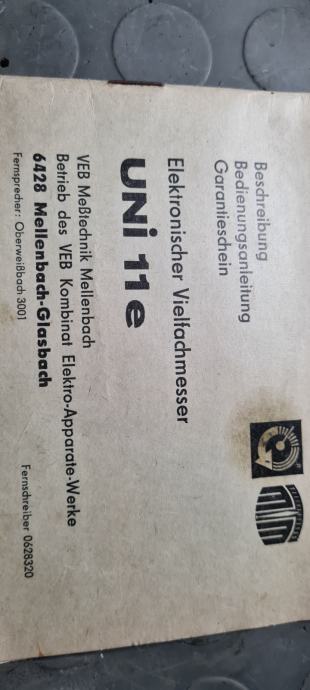 Beschreibung
Bedienungsanleitung
Garantieschein
Elektronischer Vielfachmesser
UNi 11e
VEB Meßtechnik Mellenbach
Betrieb des VEB Kombinat Elektro-Apparate-Werke
6428 Mellenbach-Glasbach
Fernsprecher: Oberweißbach 3001
Fernschreiber 0628320